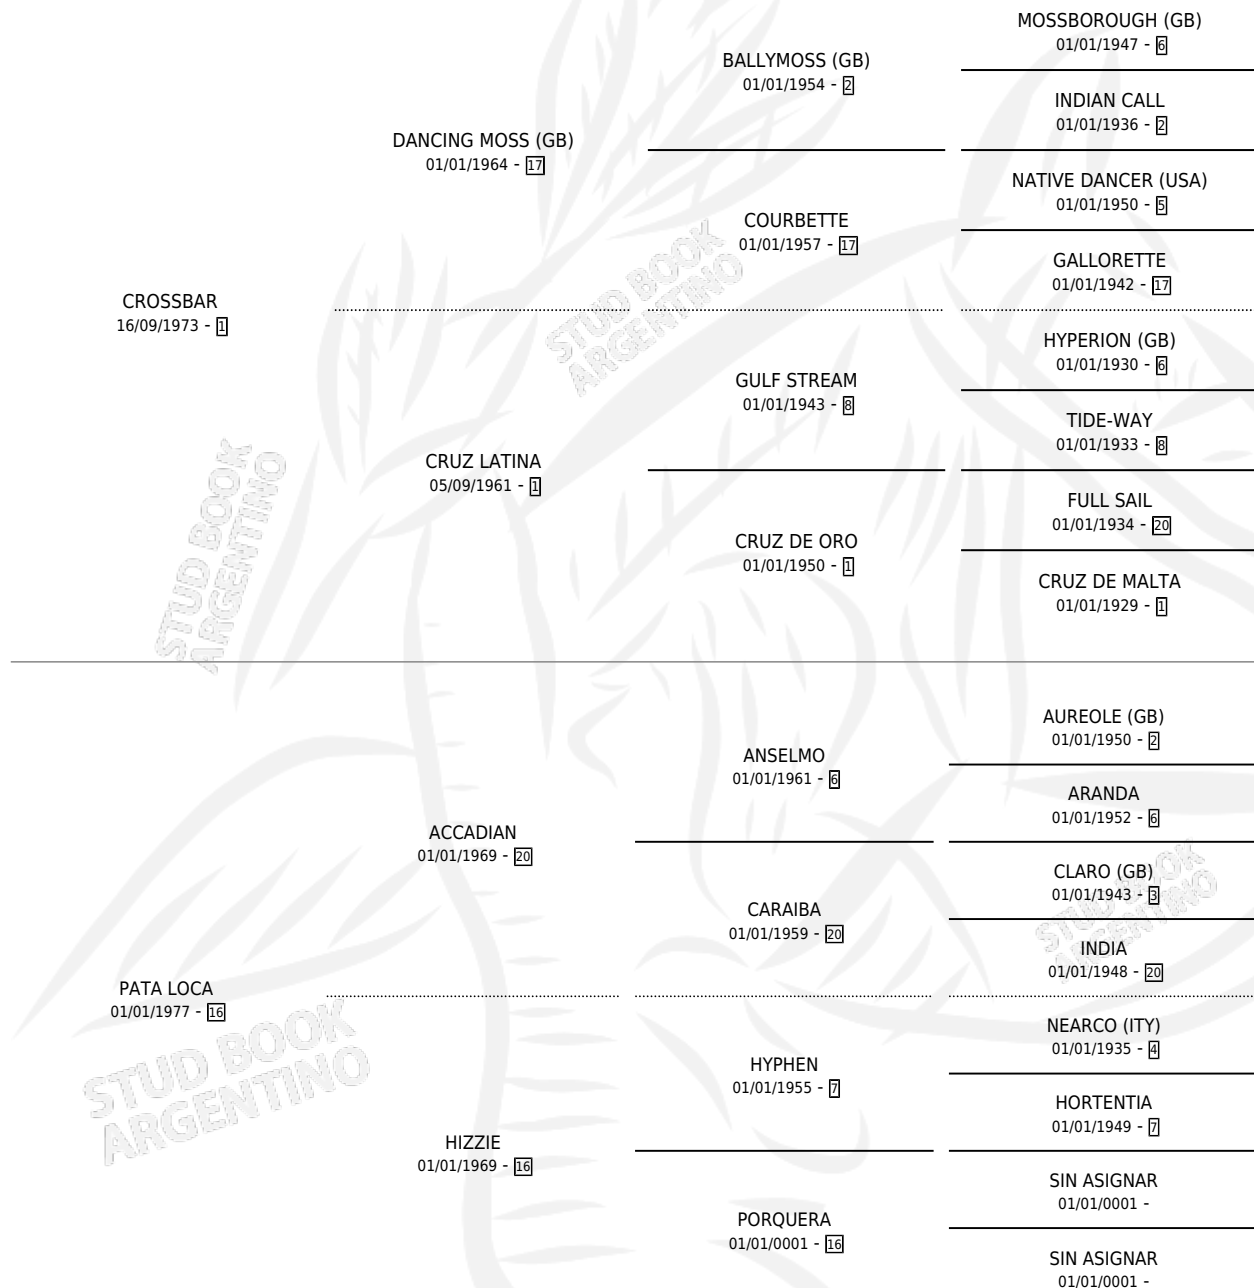 MOSSBOROUGH (GB)
01/01/1947 - 6
BALLYMOSS (GB)
01/01/1954 - 2
INDIAN CALL
01/01/1936 - 2
DANCING MOSS (GB)
01/01/1964 - 17
NATIVE DANCER (USA)
01/01/1950 - 5
COURBETTE
01/01/1957 - 17
GALLORETTE
01/01/1942 - 17
CROSSBAR
16/09/1973 - 1
HYPERION (GB)
01/01/1930 - 6
GULF STREAM
01/01/1943 - 8
TIDE-WAY
01/01/1933 - 8
CRUZ LATINA
05/09/1961 - 1
FULL SAIL
01/01/1934 - 20
CRUZ DE ORO
01/01/1950 - 1
CRUZ DE MALTA
01/01/1929 - 1
AUREOLE (GB)
01/01/1950 - 2
ANSELMO
01/01/1961 - 6
ARANDA
01/01/1952 - 6
ACCADIAN
01/01/1969 - 20
CLARO (GB)
01/01/1943 - 3
CARAIBA
01/01/1959 - 20
INDIA
01/01/1948 - 20
PATA LOCA
01/01/1977 - 16
NEARCO (ITY)
01/01/1935 - 4
HYPHEN
01/01/1955 - 7
HORTENTIA
01/01/1949 - 7
HIZZIE
01/01/1969 - 16
SIN ASIGNAR
01/01/0001 -
PORQUERA
01/01/0001 - 16
SIN ASIGNAR
01/01/0001 -
STUD BOOK
ARGENTINO
STUD BOOK
ARGENTINO
STUD BOOK
ARGENTINO
STUD BOOK
ARGENTINO